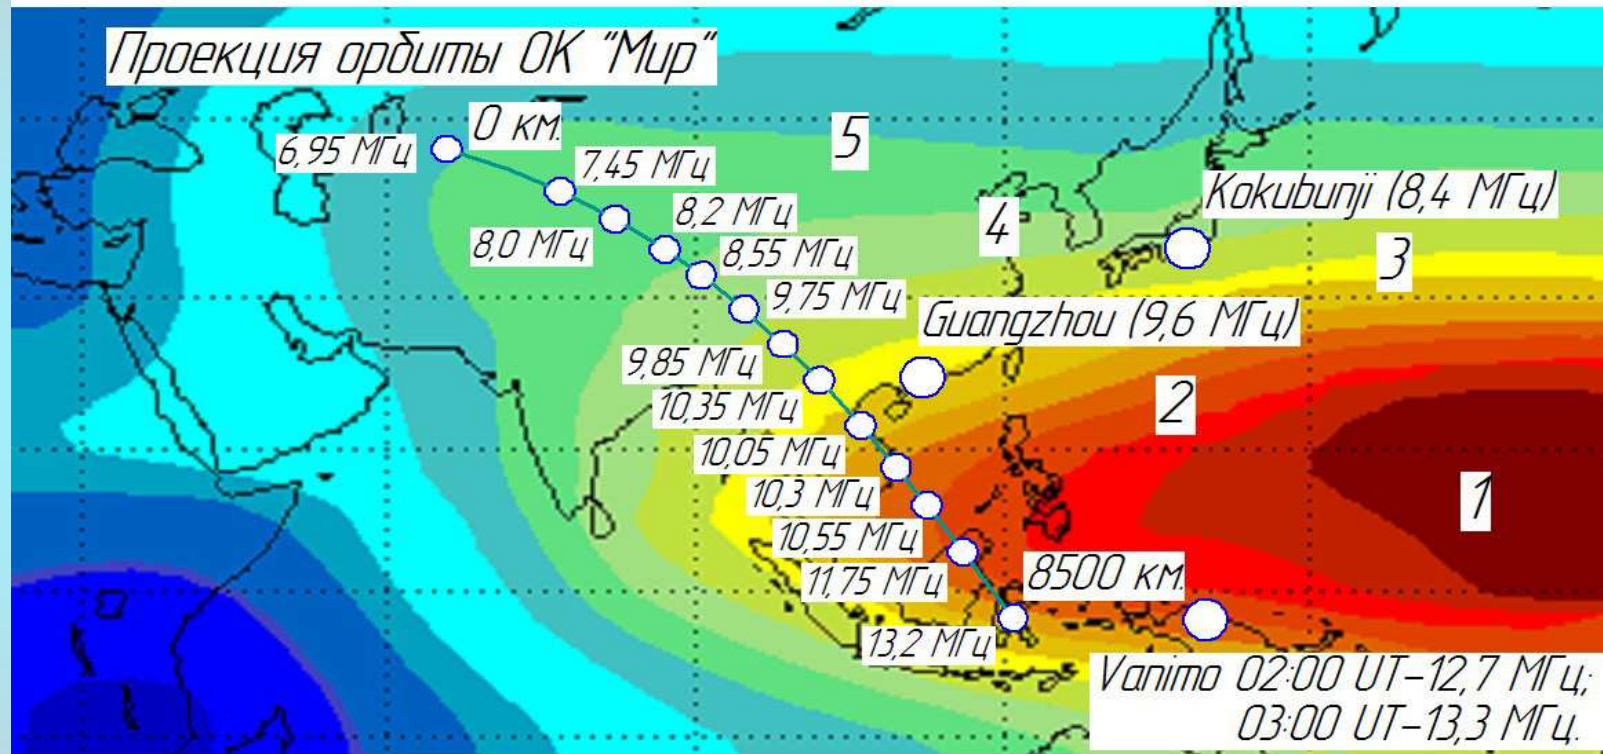 Проекция орбиты ОК "Мир"
0 км.
6,95 МГц
5
7,45 МГц
Kokubunji (8,4 МГц)
8,2 МГц
4
8,0 МГц
8,55 МГц
3
9,75 МГц
Guangzhou (9,6 МГц)
9,85 МГц
10,35 МГц
2
10,05 МГц
10,3 МГц
1
10,55 МГц
11,75 МГц
8500 км.
13,2 МГц
Vanimo 02:00 UT-12,7 МГц;
03:00 UT-13,3 МГц.